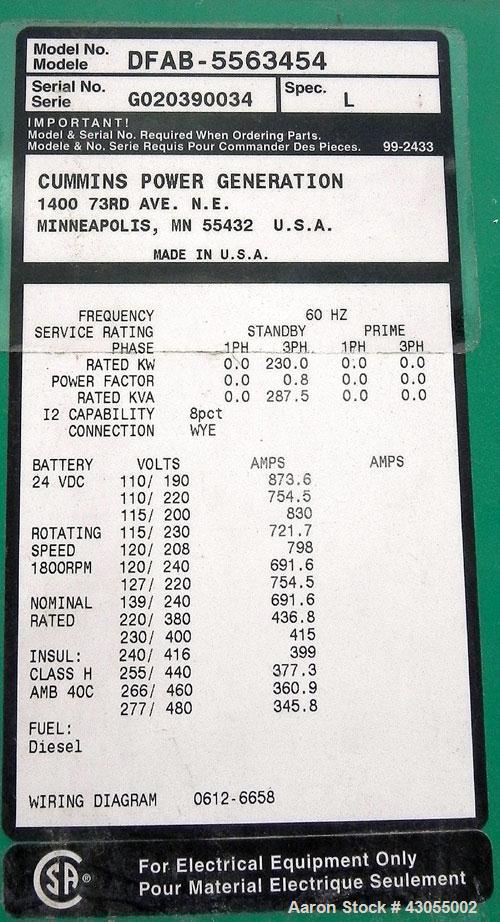 Model No.
Modele DFAB-5563454
Serial No.
Serie G020390034 Spec. L
IMPORTANT!
Model & Serial No. Required When Ordering Parts.
Modele & No. Serie Requis Pour Commander Des Pieces. 99-2433
CUMMINS POWER GENERATION
1400 73RD AVE. N.E.
MINNEAPOLIS, MN 55432 U.S.A.
MADE IN U.S.A.
FREQUENCY 60 HZ
SERVICE RATING STANDBY PRIME
PHASE 1PH 3PH 1PH 3PH
RATED KW 0.0 230.0 0.0 0.0
POWER FACTOR 0.0 0.8 0.0 0.0
RATED KVA 0.0 287.5 0.0 0.0
I2 CAPABILITY 8pct
CONNECTION WYE
BATTERY VOLTS AMPS AMPS
24 VDC 110/ 190 873.6
110/ 220 754.5
115/ 200 830
ROTATING 115/ 230 721.7
SPEED 120/ 208 798
1800RPM 120/ 240 691.6
127/ 220 754.5
NOMINAL 139/ 240 691.6
RATED 220/ 380 436.8
230/ 400 415
INSUL: 240/ 416 399
CLASS H 255/ 440 377.3
AMB 40C 266/ 460 360.9
277/ 480 345.8
FUEL:
Diesel
WIRING DIAGRAM 0612-6658
CSA ®
For Electrical Equipment Only
Pour Material Electrique Seulement
Aaron Stock # 43055002